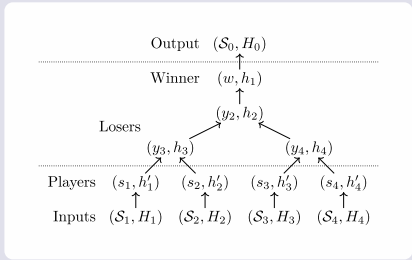 Output (𝒮₀, H₀)
Winner (w, h₁)
(y₂, h₂)
Losers
(y₃, h₃) (y₄, h₄)
Players (s₁, h′₁) (s₂, h′₂) (s₃, h′₃) (s₄, h′₄)
Inputs (𝒮₁, H₁) (𝒮₂, H₂) (𝒮₃, H₃) (𝒮₄, H₄)